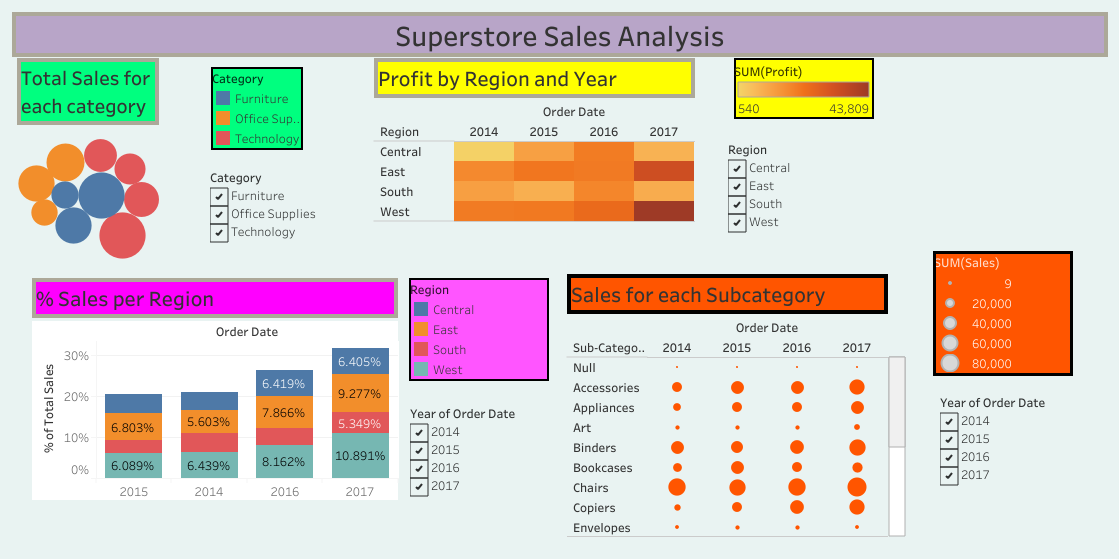 Superstore Sales Analysis
Total Sales for
each category
Category
Furniture
Office Sup..
Technology
Category
Furniture
Office Supplies
Technology
Profit by Region and Year
Order Date
Region 2014 2015 2016 2017
Central
East
South
West
SUM(Profit)
540 43,809
Region
Central
East
South
West
% Sales per Region
Order Date
% of Total Sales
30%
20%
10%
0%
6.803%
6.089%
5.603%
6.439%
6.419%
7.866%
8.162%
6.405%
9.277%
5.349%
10.891%
2015 2014 2016 2017
Region
Central
East
South
West
Year of Order Date
2014
2015
2016
2017
Sales for each Subcategory
Order Date
Sub-Catego.. 2014 2015 2016 2017
Null
Accessories
Appliances
Art
Binders
Bookcases
Chairs
Copiers
Envelopes
SUM(Sales)
9
20,000
40,000
60,000
80,000
Year of Order Date
2014
2015
2016
2017